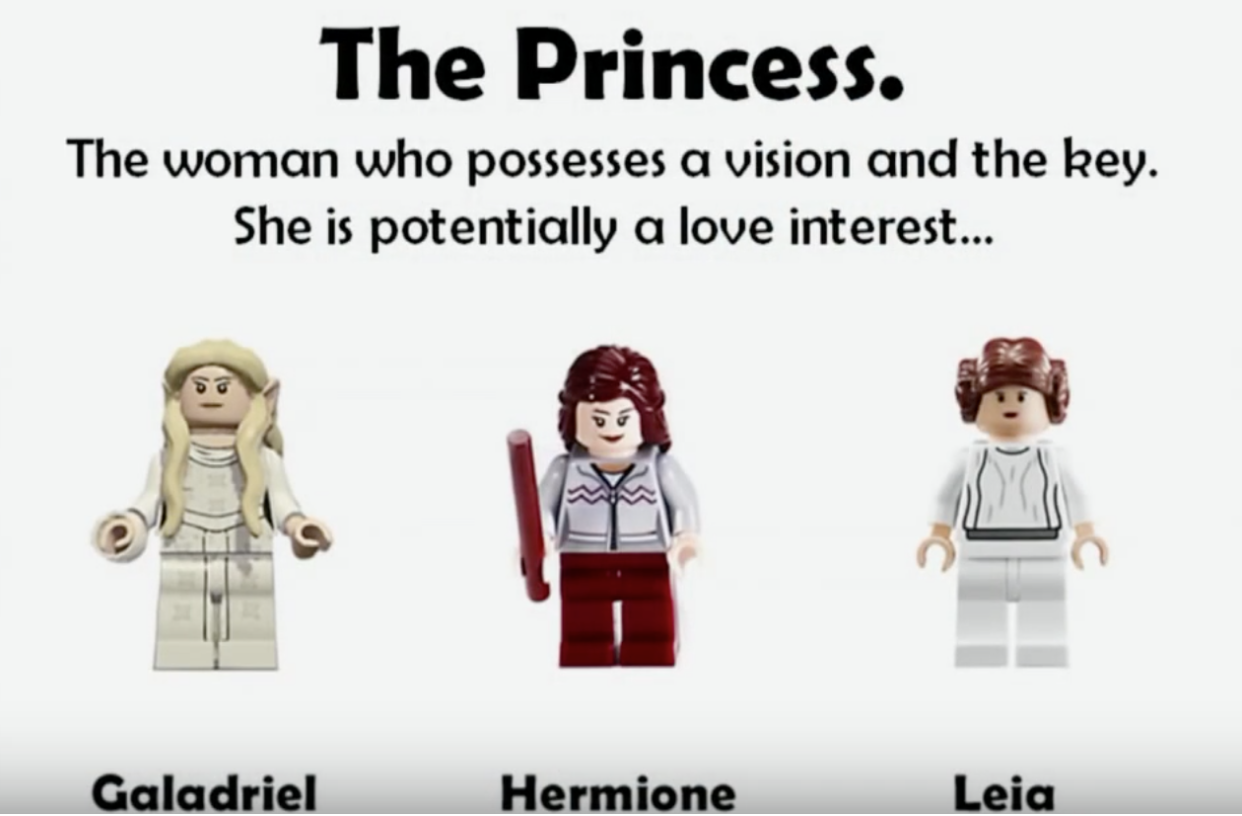 The Princess.
The woman who possesses a vision and the key.
She is potentially a love interest...
Galadriel Hermione Leia